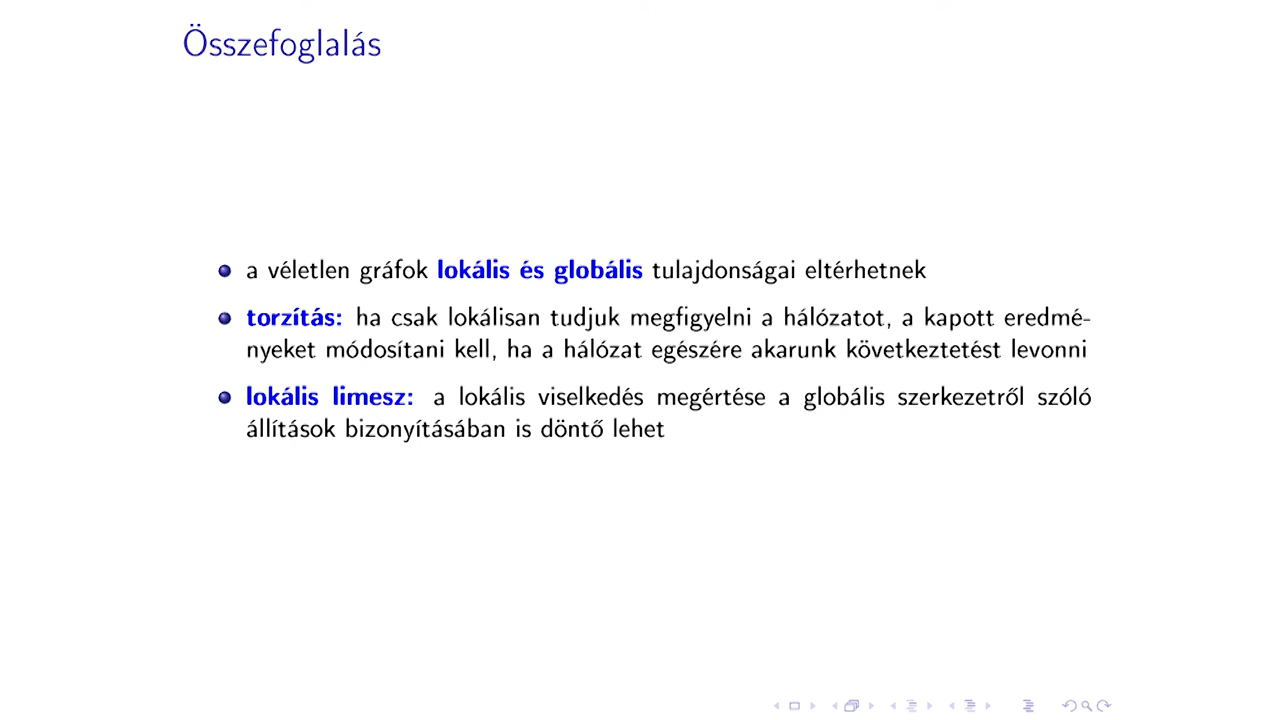 Összefoglalás
a véletlen gráfok lokális és globális tulajdonságai eltérhetnek
torzítás: ha csak lokálisan tudjuk megfigyelni a hálózatot, a kapott eredmé-
nyeket módosítani kell, ha a hálózat egészére akarunk következtetést levonni
lokális limesz: a lokális viselkedés megértése a globális szerkezetről szóló
állítások bizonyításában is döntő lehet